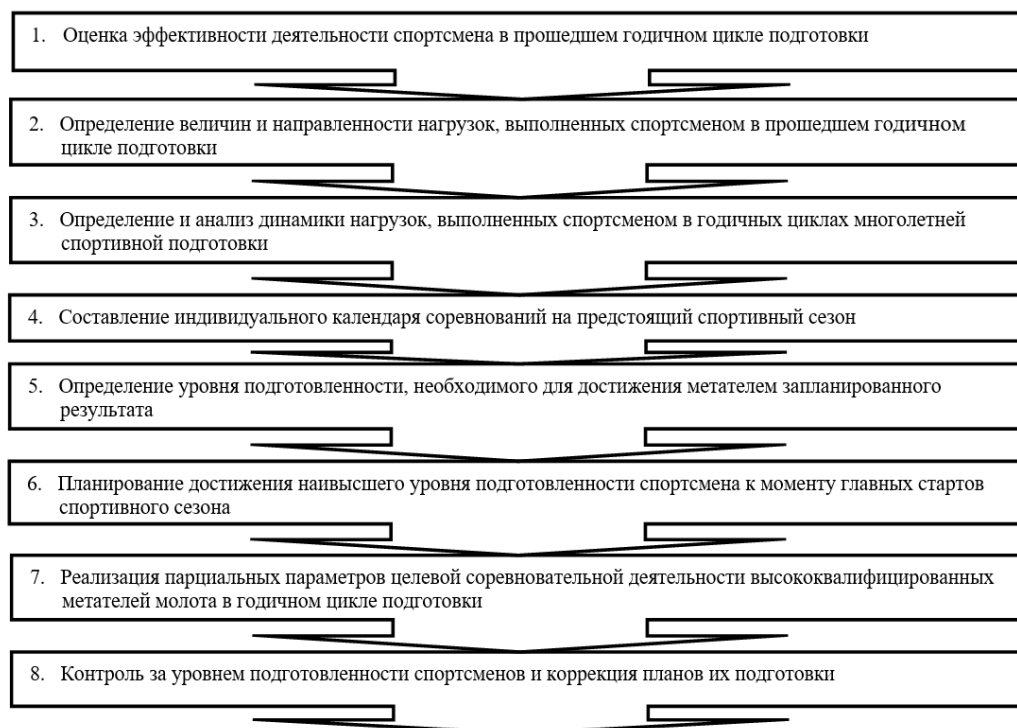 1. Оценка эффективности деятельности спортсмена в прошедшем годичном цикле подготовки
2. Определение величин и направленности нагрузок, выполненных спортсменом в прошедшем годичном
цикле подготовки
3. Определение и анализ динамики нагрузок, выполненных спортсменом в годичных циклах многолетней
спортивной подготовки
4. Составление индивидуального календаря соревнований на предстоящий спортивный сезон
5. Определение уровня подготовленности, необходимого для достижения метателем запланированного
результата
6. Планирование достижения наивысшего уровня подготовленности спортсмена к моменту главных стартов
спортивного сезона
7. Реализация парциальных параметров целевой соревновательной деятельности высококвалифицированных
метателей молота в годичном цикле подготовки
8. Контроль за уровнем подготовленности спортсменов и коррекция планов их подготовки